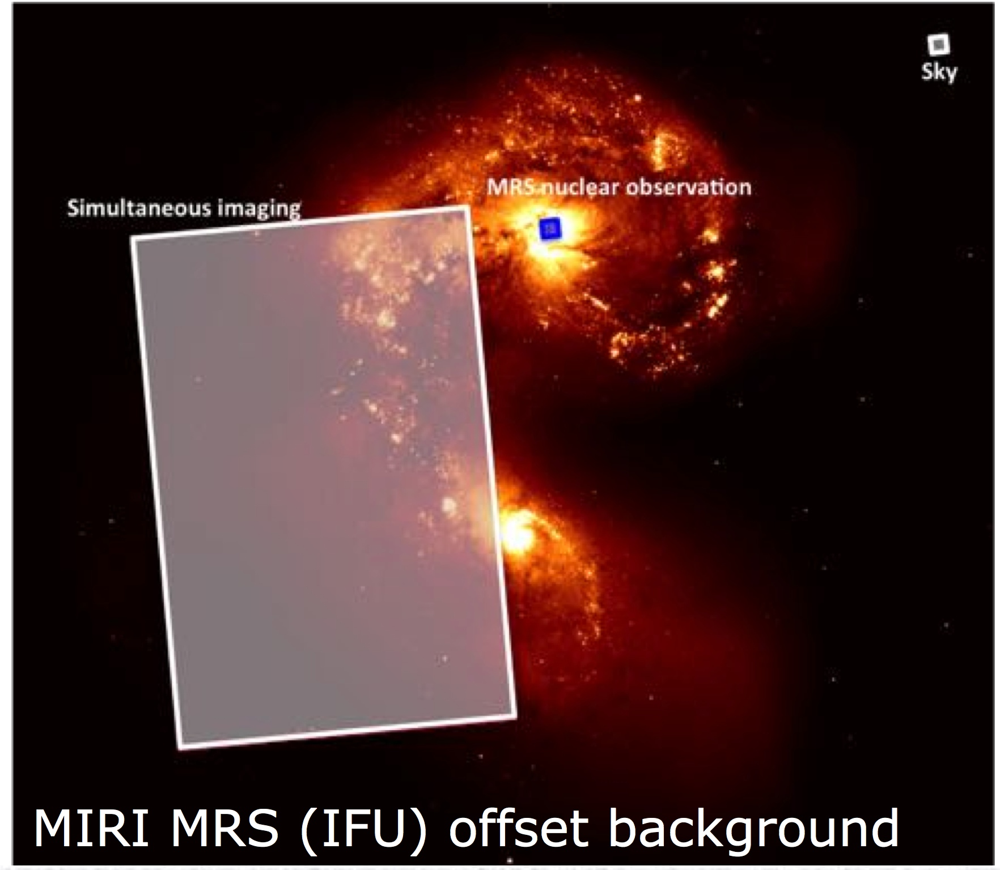 Sky
MRS nuclear observation
Simultaneous imaging
MIRI MRS (IFU) offset background